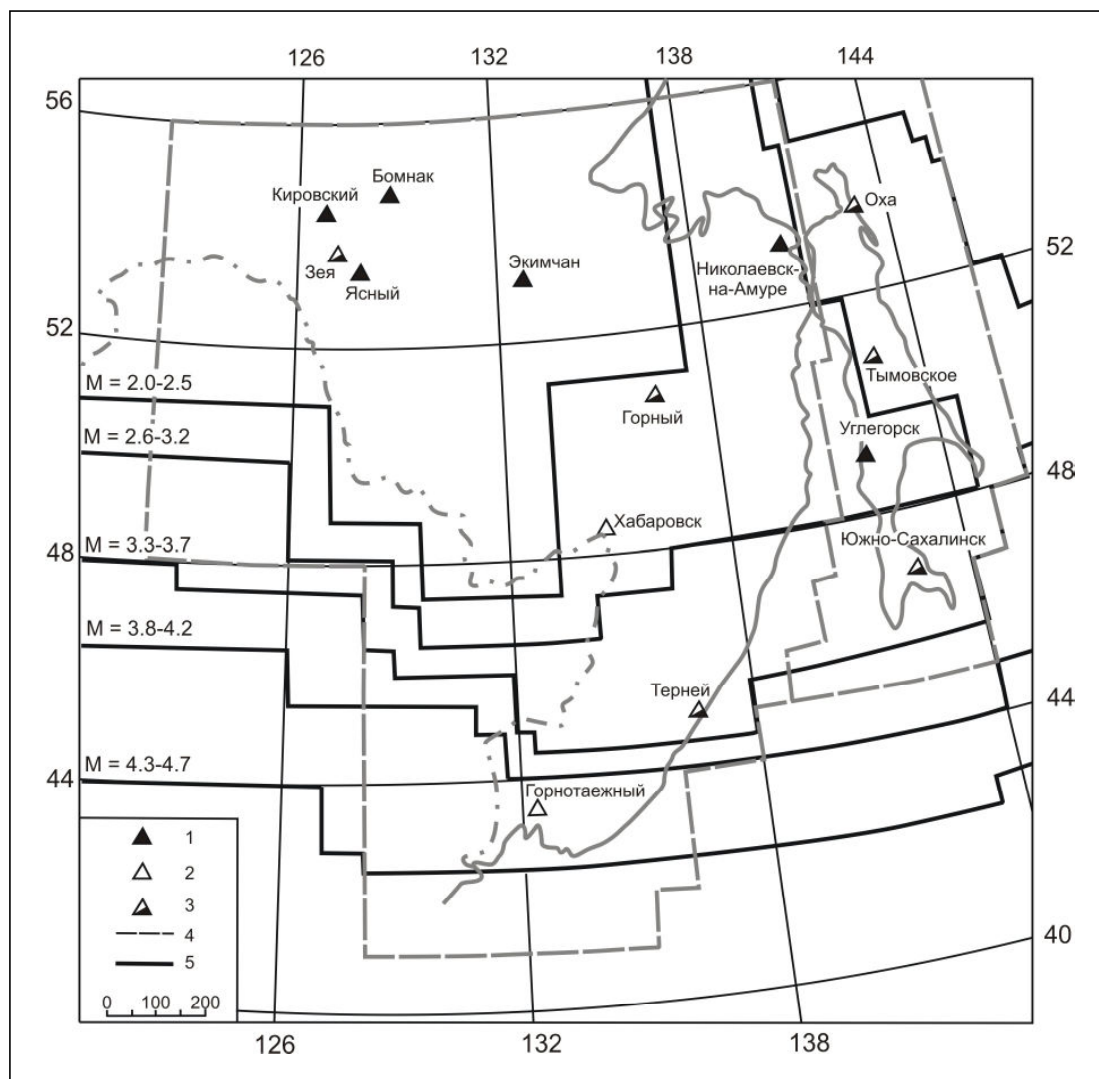 126
132
138
144
56
Бомнак
Кировский
Оха
52
Зея
Ясный
Экимчан
Николаевск-
на-Амуре
52
Тымовское
M = 2.0-2.5
Горный
Углегорск
M = 2.6-3.2
48
Хабаровск
48
M = 3.3-3.7
Южно-Сахалинск
M = 3.8-4.2
Терней
44
M = 4.3-4.7
44
Горнотаежный
1
2
3
4
5
40
0 100 200
126
132
138